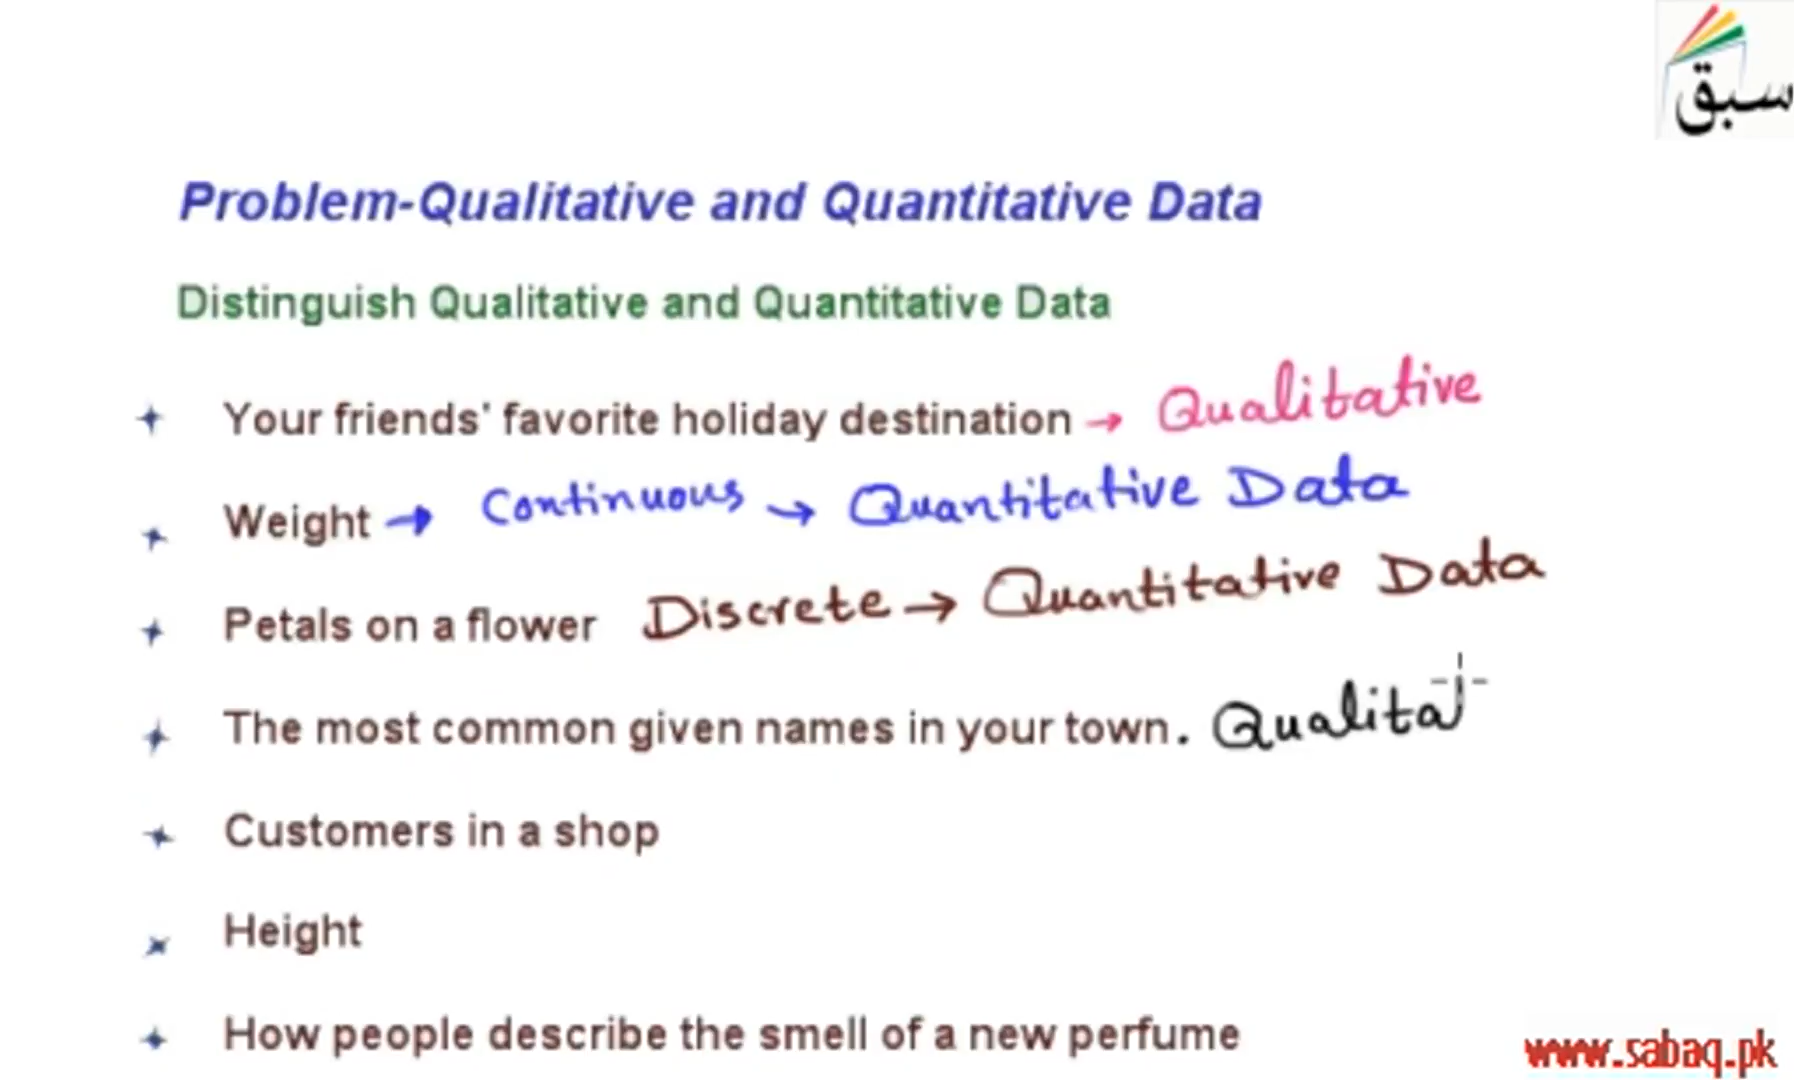 سبق
Problem-Qualitative and Quantitative Data
Distinguish Qualitative and Quantitative Data
Your friends' favorite holiday destination → Qualitative
Weight → Continuous → Quantitative Data
Petals on a flower Discrete → Quantitative Data
The most common given names in your town. Qualitat
Customers in a shop
Height
How people describe the smell of a new perfume
www.sabaq.pk